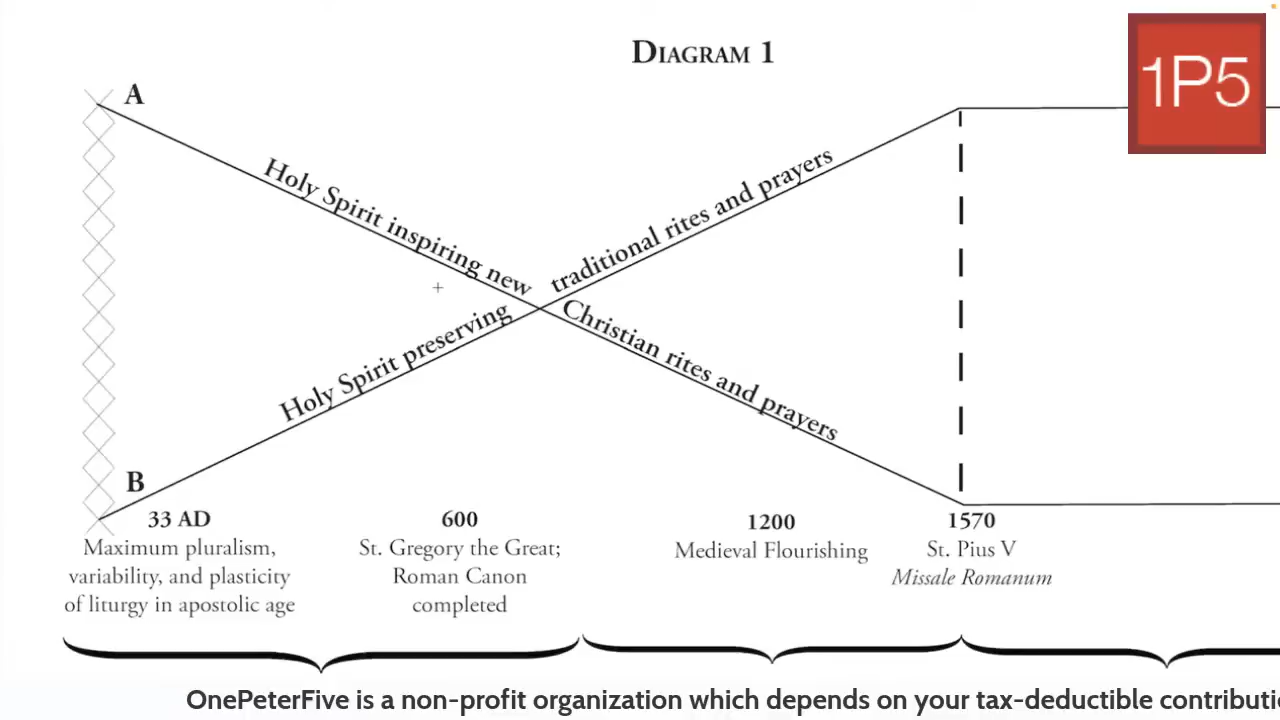 DIAGRAM 1
1P5
A
Holy Spirit inspiring new Christian rites and prayers
Holy Spirit preserving traditional rites and prayers
B
33 AD
Maximum pluralism,
variability, and plasticity
of liturgy in apostolic age
600
St. Gregory the Great;
Roman Canon
completed
1200
Medieval Flourishing
1570
St. Pius V
Missale Romanum
OnePeterFive is a non-profit organization which depends on your tax-deductible contributi